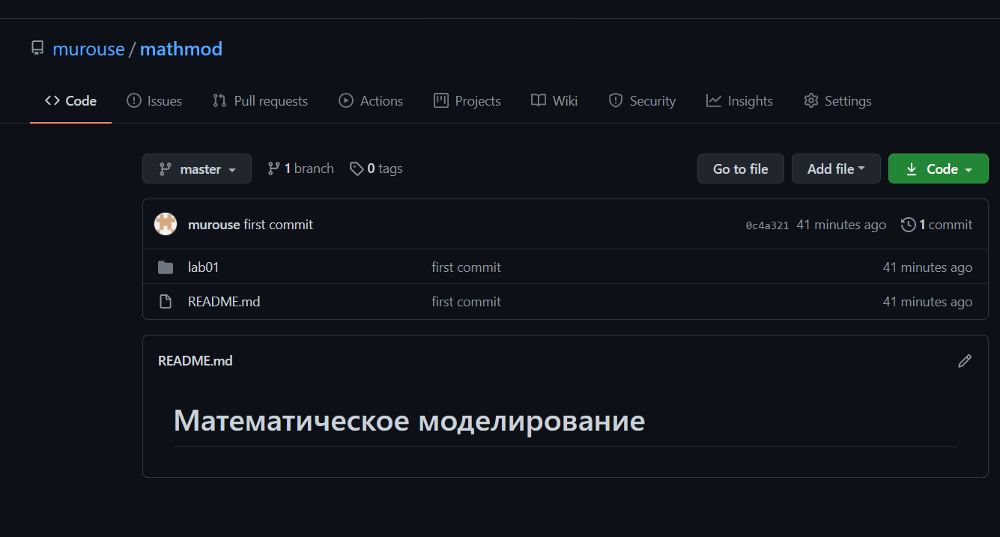 murouse / mathmod
Code Issues Pull requests Actions Projects Wiki Security Insights Settings
master 1 branch 0 tags Go to file Add file Code
murouse first commit 0c4a321 41 minutes ago 1 commit
lab01 first commit 41 minutes ago
README.md first commit 41 minutes ago
README.md
Математическое моделирование